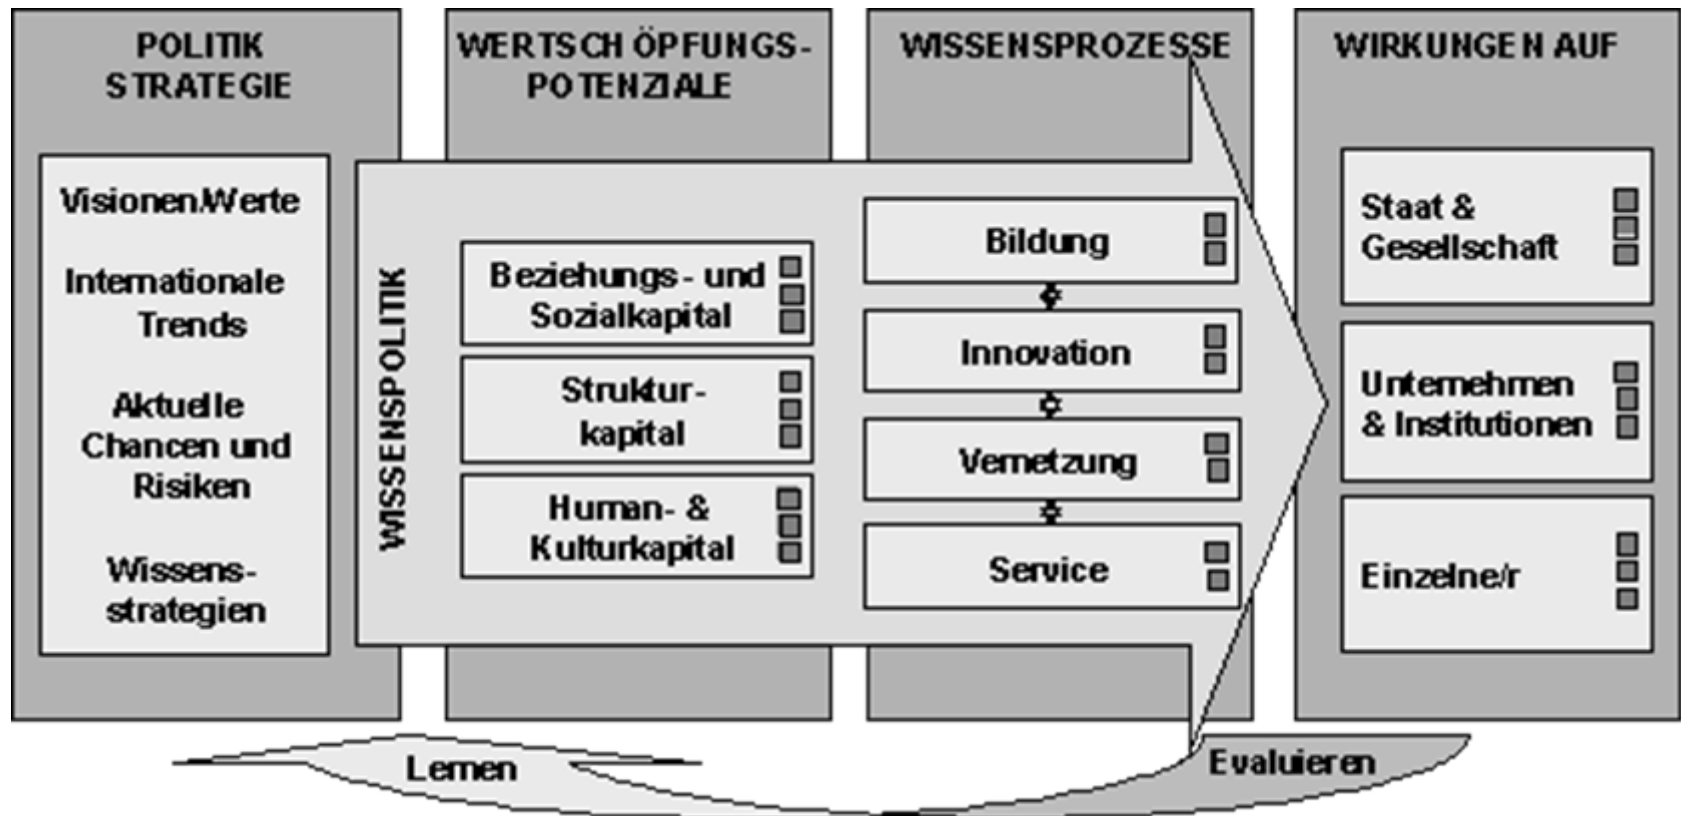 POLITIK
STRATEGIE
Visionen/Werte
Internationale
Trends
Aktuelle
Chancen und
Risiken
Wissens-
strategien
WISSENSPOLITIK
WERTSCHÖPFUNGS-
POTENZIALE
Beziehungs- und
Sozialkapital
Struktur-
kapital
Human- &
Kulturkapital
WISSENSPROZESSE
Bildung
Innovation
Vernetzung
Service
WIRKUNGEN AUF
Staat &
Gesellschaft
Unternehmen
& Institutionen
Einzelne/r
Lernen
Evaluieren